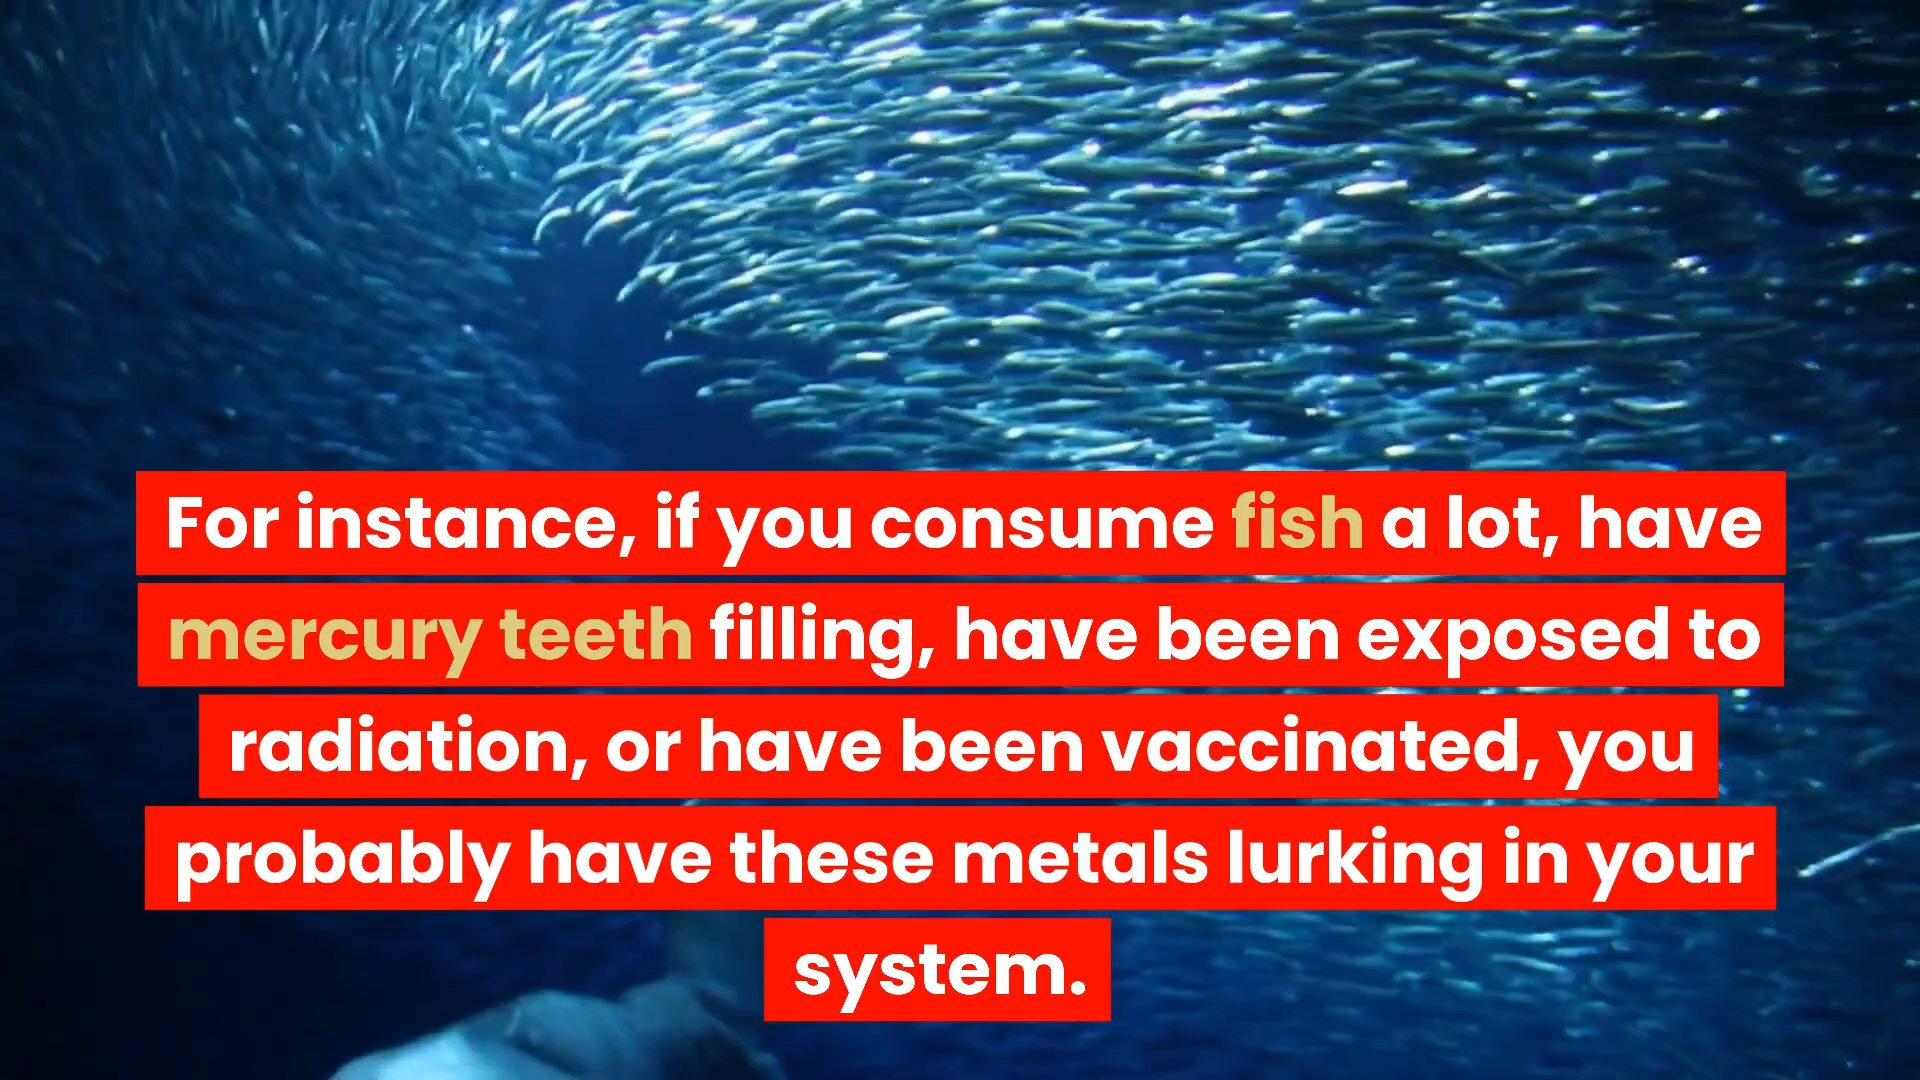 For instance, if you consume fish a lot, have
mercury teeth filling, have been exposed to
radiation, or have been vaccinated, you
probably have these metals lurking in your
system.